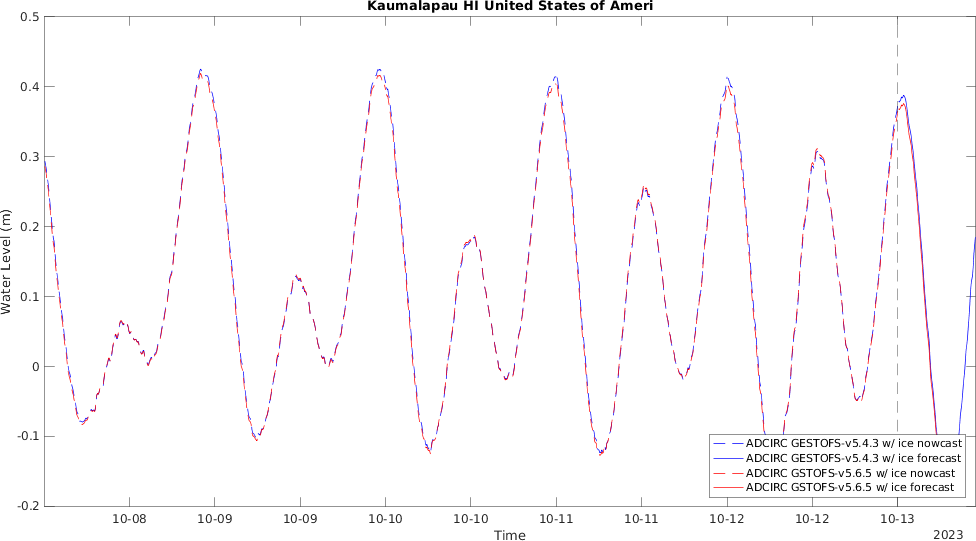 Kaumalapau HI United States of Ameri
0.5
0.4
0.3
0.2
0.1
0
-0.1
-0.2
Water Level (m)
10-08
10-09
10-09
10-10
10-10
10-11
10-11
10-12
10-12
10-13
Time
2023
ADCIRC GESTOFS-v5.4.3 w/ ice nowcast
ADCIRC GESTOFS-v5.4.3 w/ ice forecast
ADCIRC GSTOFS-v5.6.5 w/ ice nowcast
ADCIRC GSTOFS-v5.6.5 w/ ice forecast